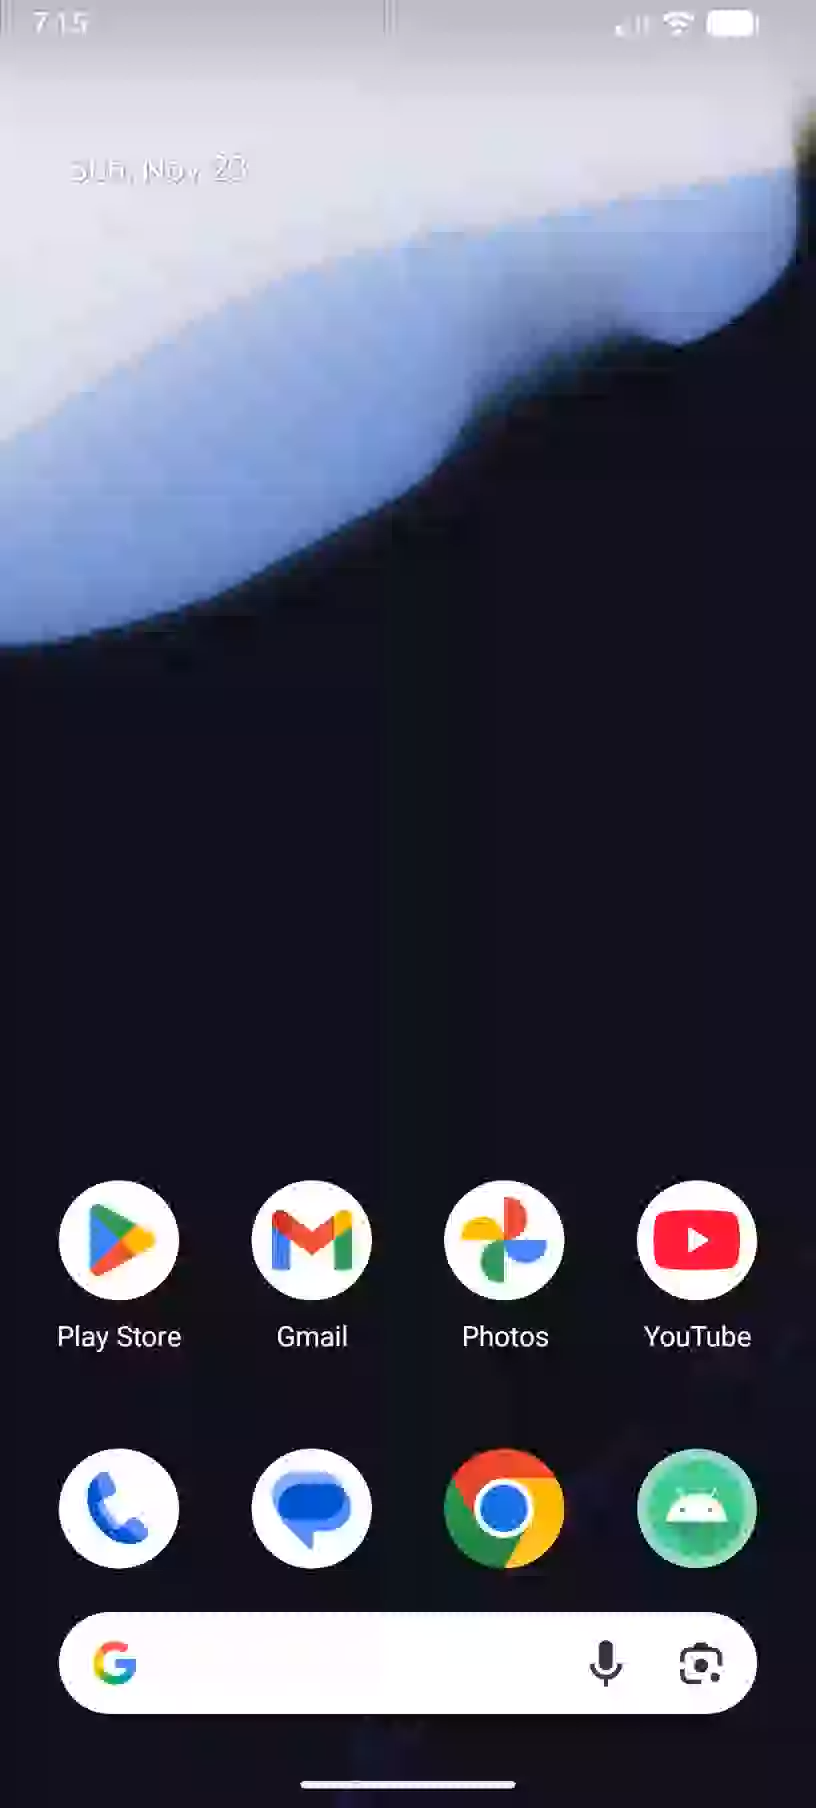 7:15
Sun, Nov 23
Play Store
Gmail
Photos
YouTube